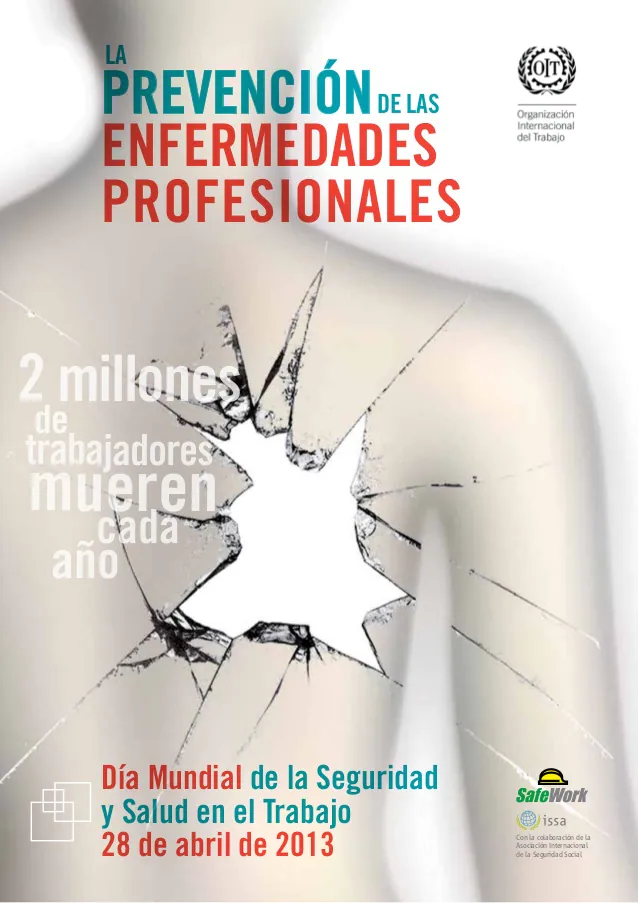 LA
PREVENCIÓN DE LAS
ENFERMEDADES
PROFESIONALES
OIT
Organización
Internacional
del Trabajo
2 millones
de
trabajadores
mueren
cada
año
Día Mundial de la Seguridad
y Salud en el Trabajo
28 de abril de 2013
SafeWork
issa
Con la colaboración de la
Asociación Internacional
de la Seguridad Social